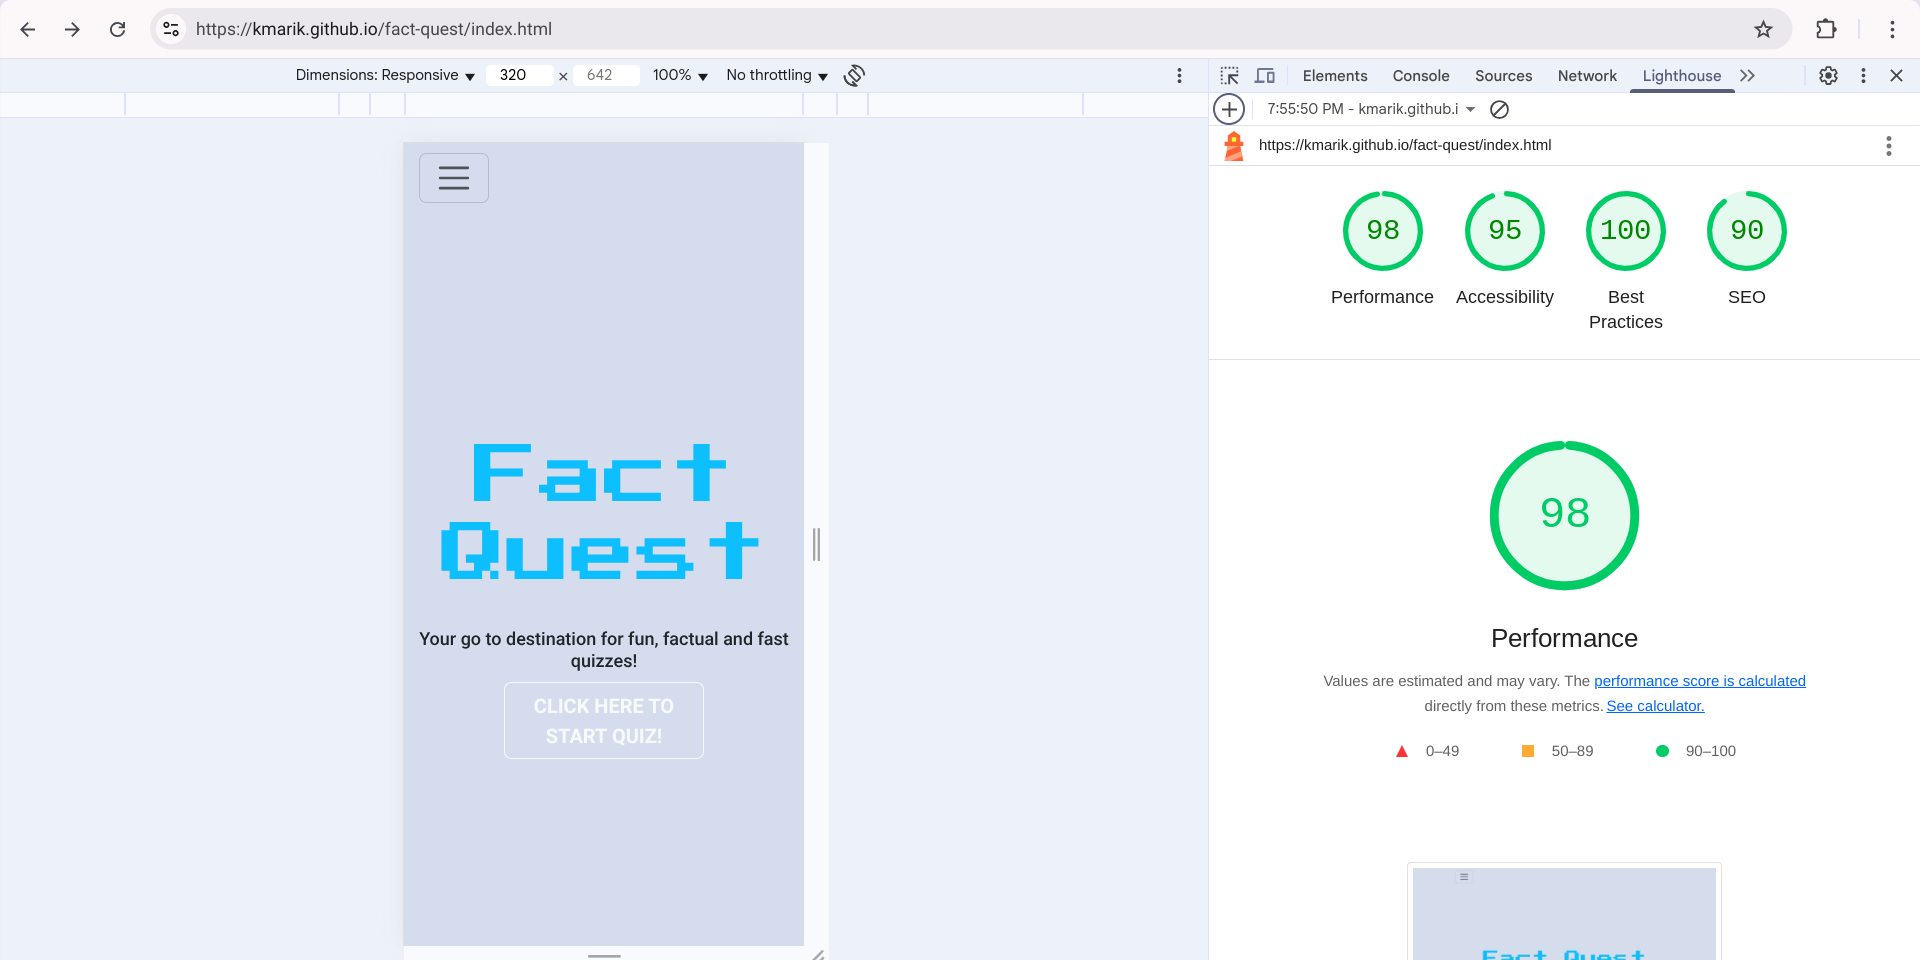 https://kmarik.github.io/fact-quest/index.html
Dimensions: Responsive 320 × 642 100% No throttling
Elements Console Sources Network Lighthouse
7:55:50 PM - kmarik.github.i
https://kmarik.github.io/fact-quest/index.html
98 95 100 90
Performance Accessibility Best Practices SEO
Fact
Quest
Your go to destination for fun, factual and fast
quizzes!
CLICK HERE TO
START QUIZ!
98
Performance
Values are estimated and may vary. The performance score is calculated
directly from these metrics. See calculator.
0–49 50–89 90–100
Fact Quest